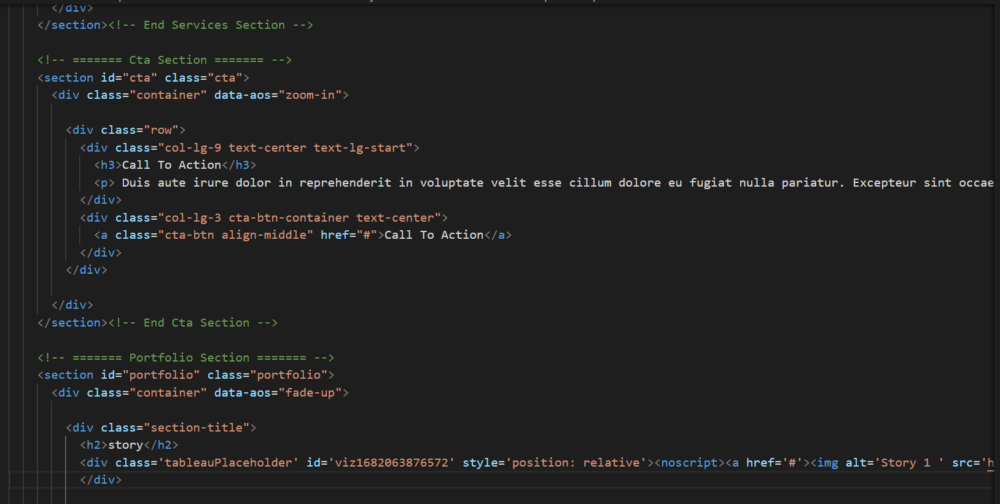 </div>
</section><!-- End Services Section -->
<!-- ======= Cta Section ======= -->
<section id="cta" class="cta">
<div class="container" data-aos="zoom-in">
<div class="row">
<div class="col-lg-9 text-center text-lg-start">
<h3>Call To Action</h3>
<p> Duis aute irure dolor in reprehenderit in voluptate velit esse cillum dolore eu fugiat nulla pariatur. Excepteur sint occae
</div>
<div class="col-lg-3 cta-btn-container text-center">
<a class="cta-btn align-middle" href="#">Call To Action</a>
</div>
</div>
</div>
</section><!-- End Cta Section -->
<!-- ======= Portfolio Section ======= -->
<section id="portfolio" class="portfolio">
<div class="container" data-aos="fade-up">
<div class="section-title">
<h2>story</h2>
<div class='tableauPlaceholder' id='viz1682063876572' style='position: relative'><noscript><a href='#'><img alt='Story 1 ' src='h
</div>